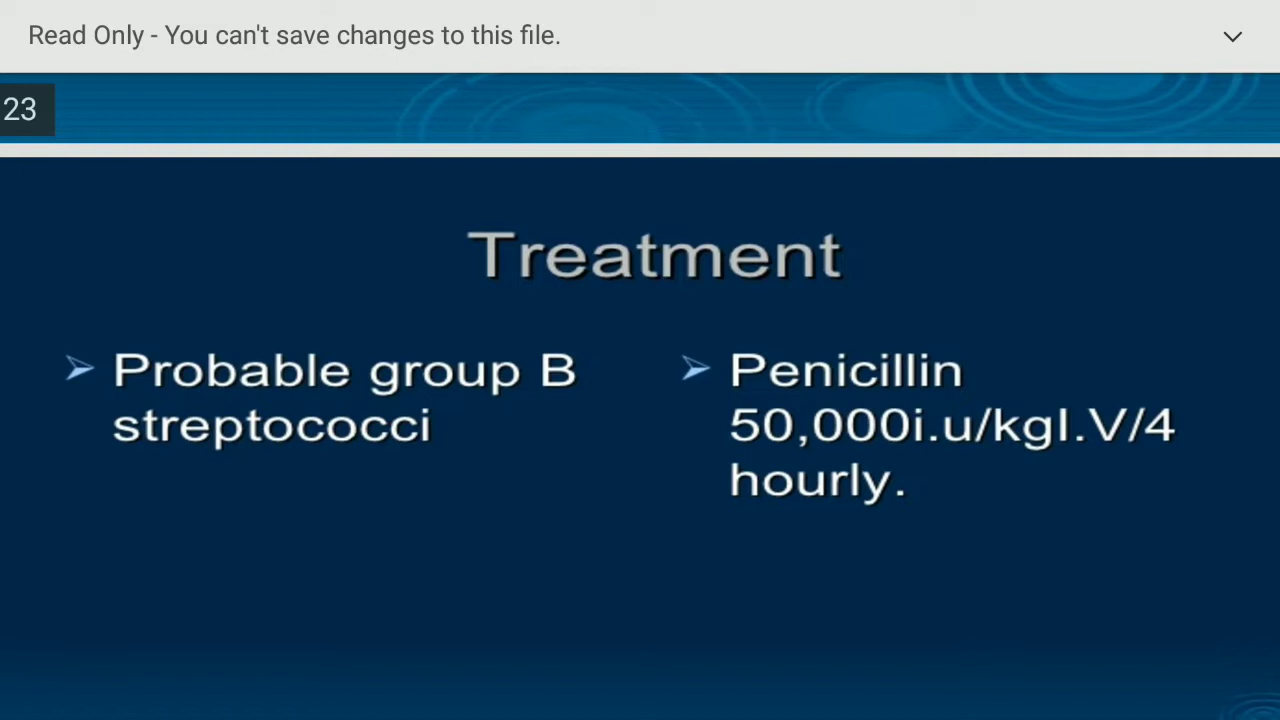 Read Only - You can't save changes to this file.
23
Treatment
➢ Probable group B
streptococci
➢ Penicillin
50,000i.u/kgI.V/4
hourly.